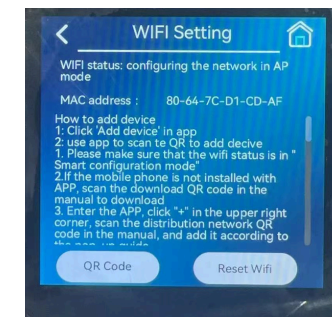 WIFI Setting
WIFI status: configuring the network in AP
mode
MAC address : 80-64-7C-D1-CD-AF
How to add device
1: Click 'Add device' in app
2: use app to scan te QR to add decive
1. Please make sure that the wifi status is in "
Smart configuration mode"
2.If the mobile phone is not installed with
APP, scan the download QR code in the
manual to download
3. Enter the APP, click "+" in the upper right
corner, scan the distribution network QR
code in the manual, and add it according to
the pop-up guide
QR Code
Reset Wifi